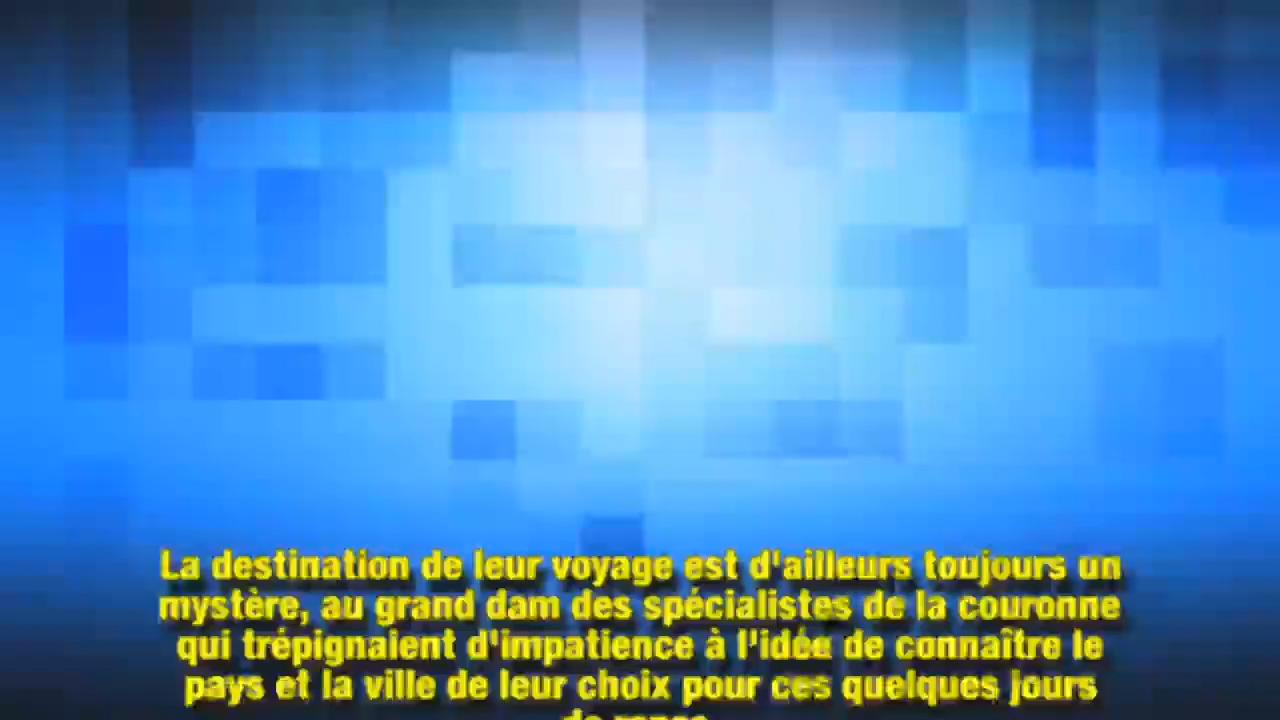 La destination de leur voyage est d'ailleurs toujours un
mystère, au grand dam des spécialistes de la couronne
qui trépignaient d'impatience à l'idée de connaître le
pays et la ville de leur choix pour ces quelques jours